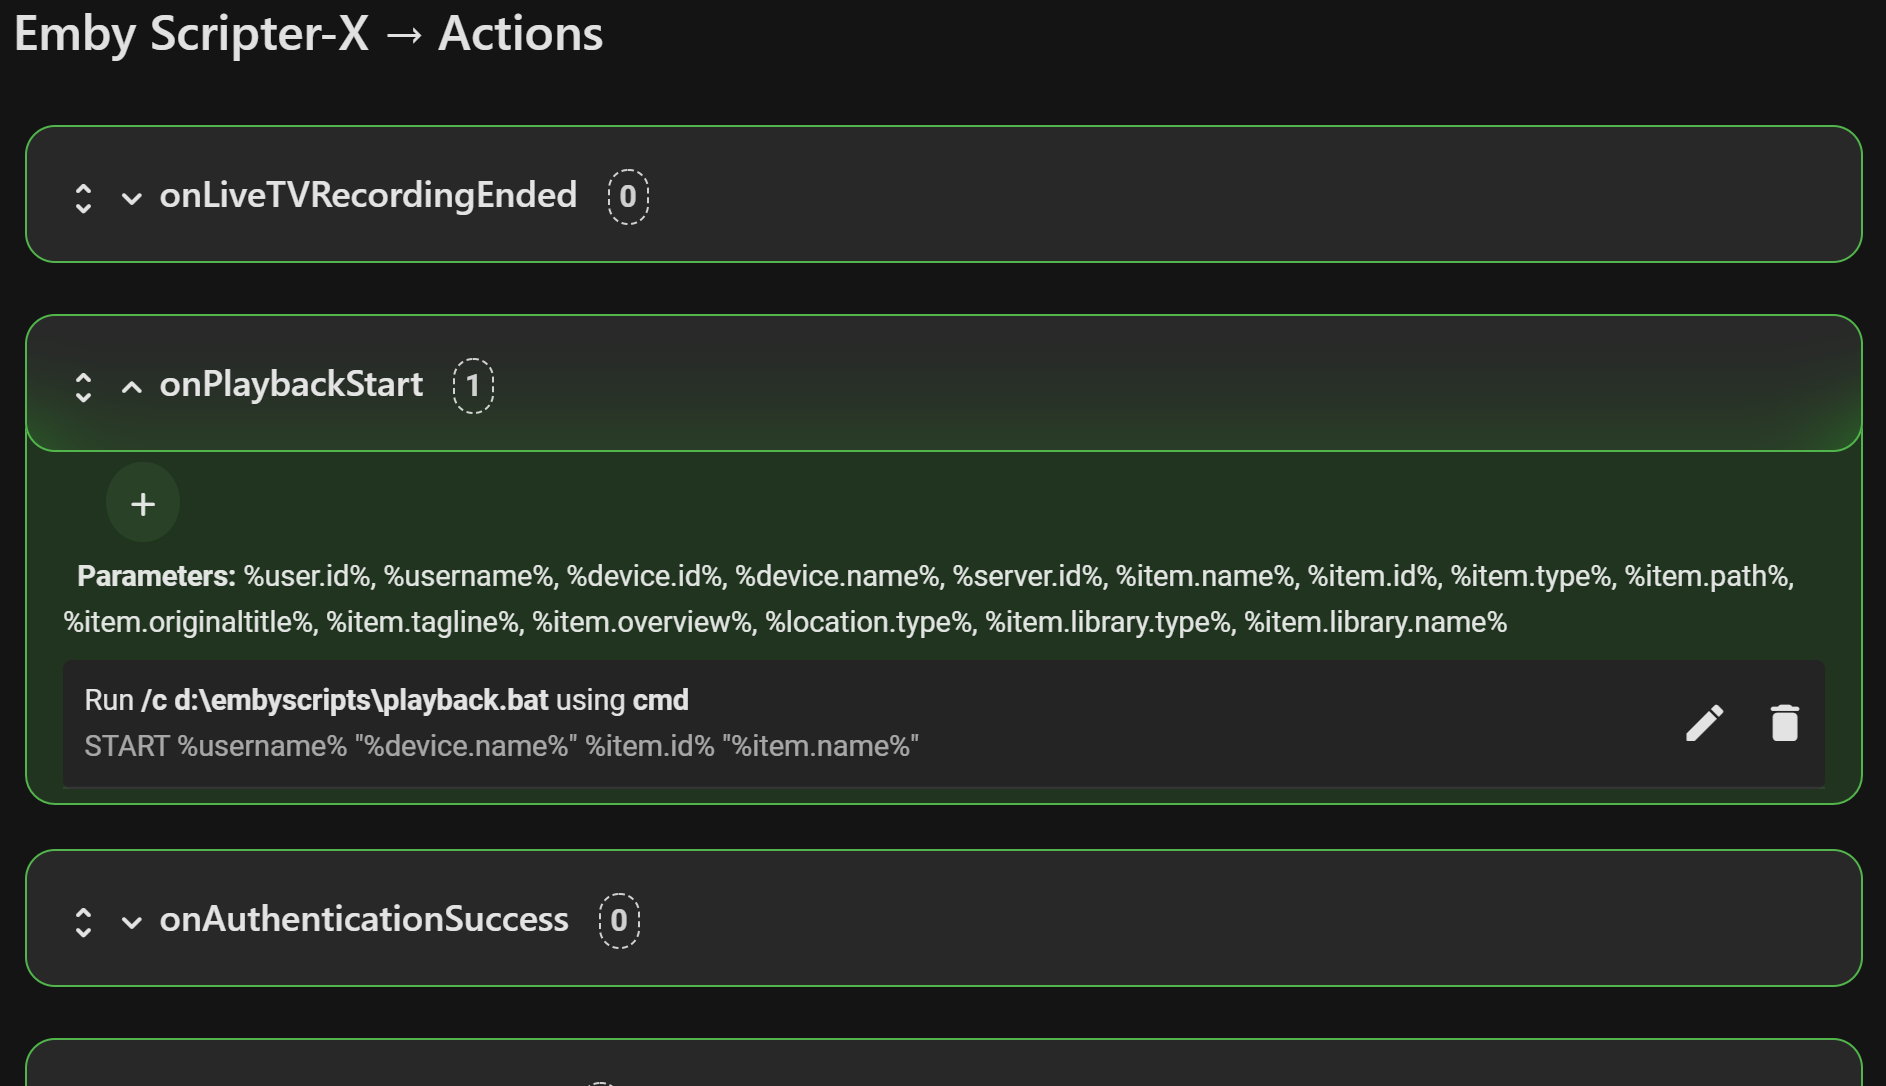 Emby Scripter-X → Actions
onLiveTVRecordingEnded 0
onPlaybackStart 1
+
Parameters: %user.id%, %username%, %device.id%, %device.name%, %server.id%, %item.name%, %item.id%, %item.type%, %item.path%,
%item.originaltitle%, %item.tagline%, %item.overview%, %location.type%, %item.library.type%, %item.library.name%
Run /c d:\embyscripts\playback.bat using cmd
START %username% "%device.name%" %item.id% "%item.name%"
onAuthenticationSuccess 0